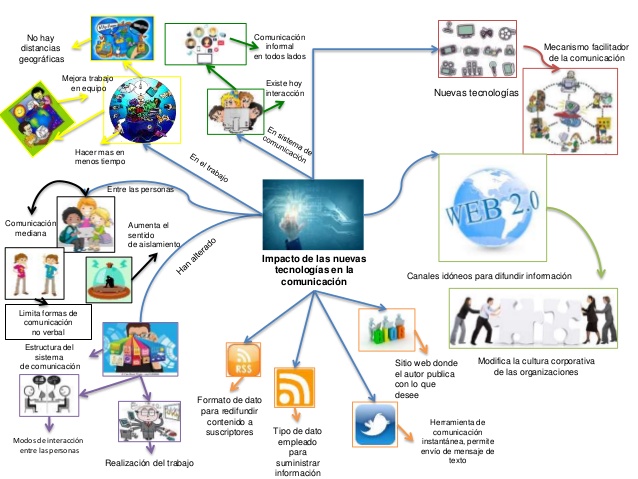 No hay
distancias
geográficas
Mejora trabajo
en equipo
Hacer mas en
menos tiempo
En el trabajo
Comunicación
informal
en todos lados
Existe hoy
interacción
En sistema de
comunicación
Nuevas tecnologías
Mecanismo facilitador
de la comunicación
WEB 2.0
Canales idóneos para difundir información
Modifica la cultura corporativa
de las organizaciones
Entre las personas
Comunicación
mediana
Aumenta el
sentido
de aislamiento
Limita formas de
comunicación
no verbal
Han alterado
Impacto de las nuevas
tecnologías en la
comunicación
Estructura del
sistema
de comunicación
Modos de interacción
entre las personas
Realización del trabajo
RSS
Formato de dato
para redifundir
contenido a
suscriptores
Tipo de dato
empleado
para
suministrar
información
Sitio web donde
el autor publica
con lo que
desee
Herramienta de
comunicación
instantánea, permite
envío de mensaje de
texto